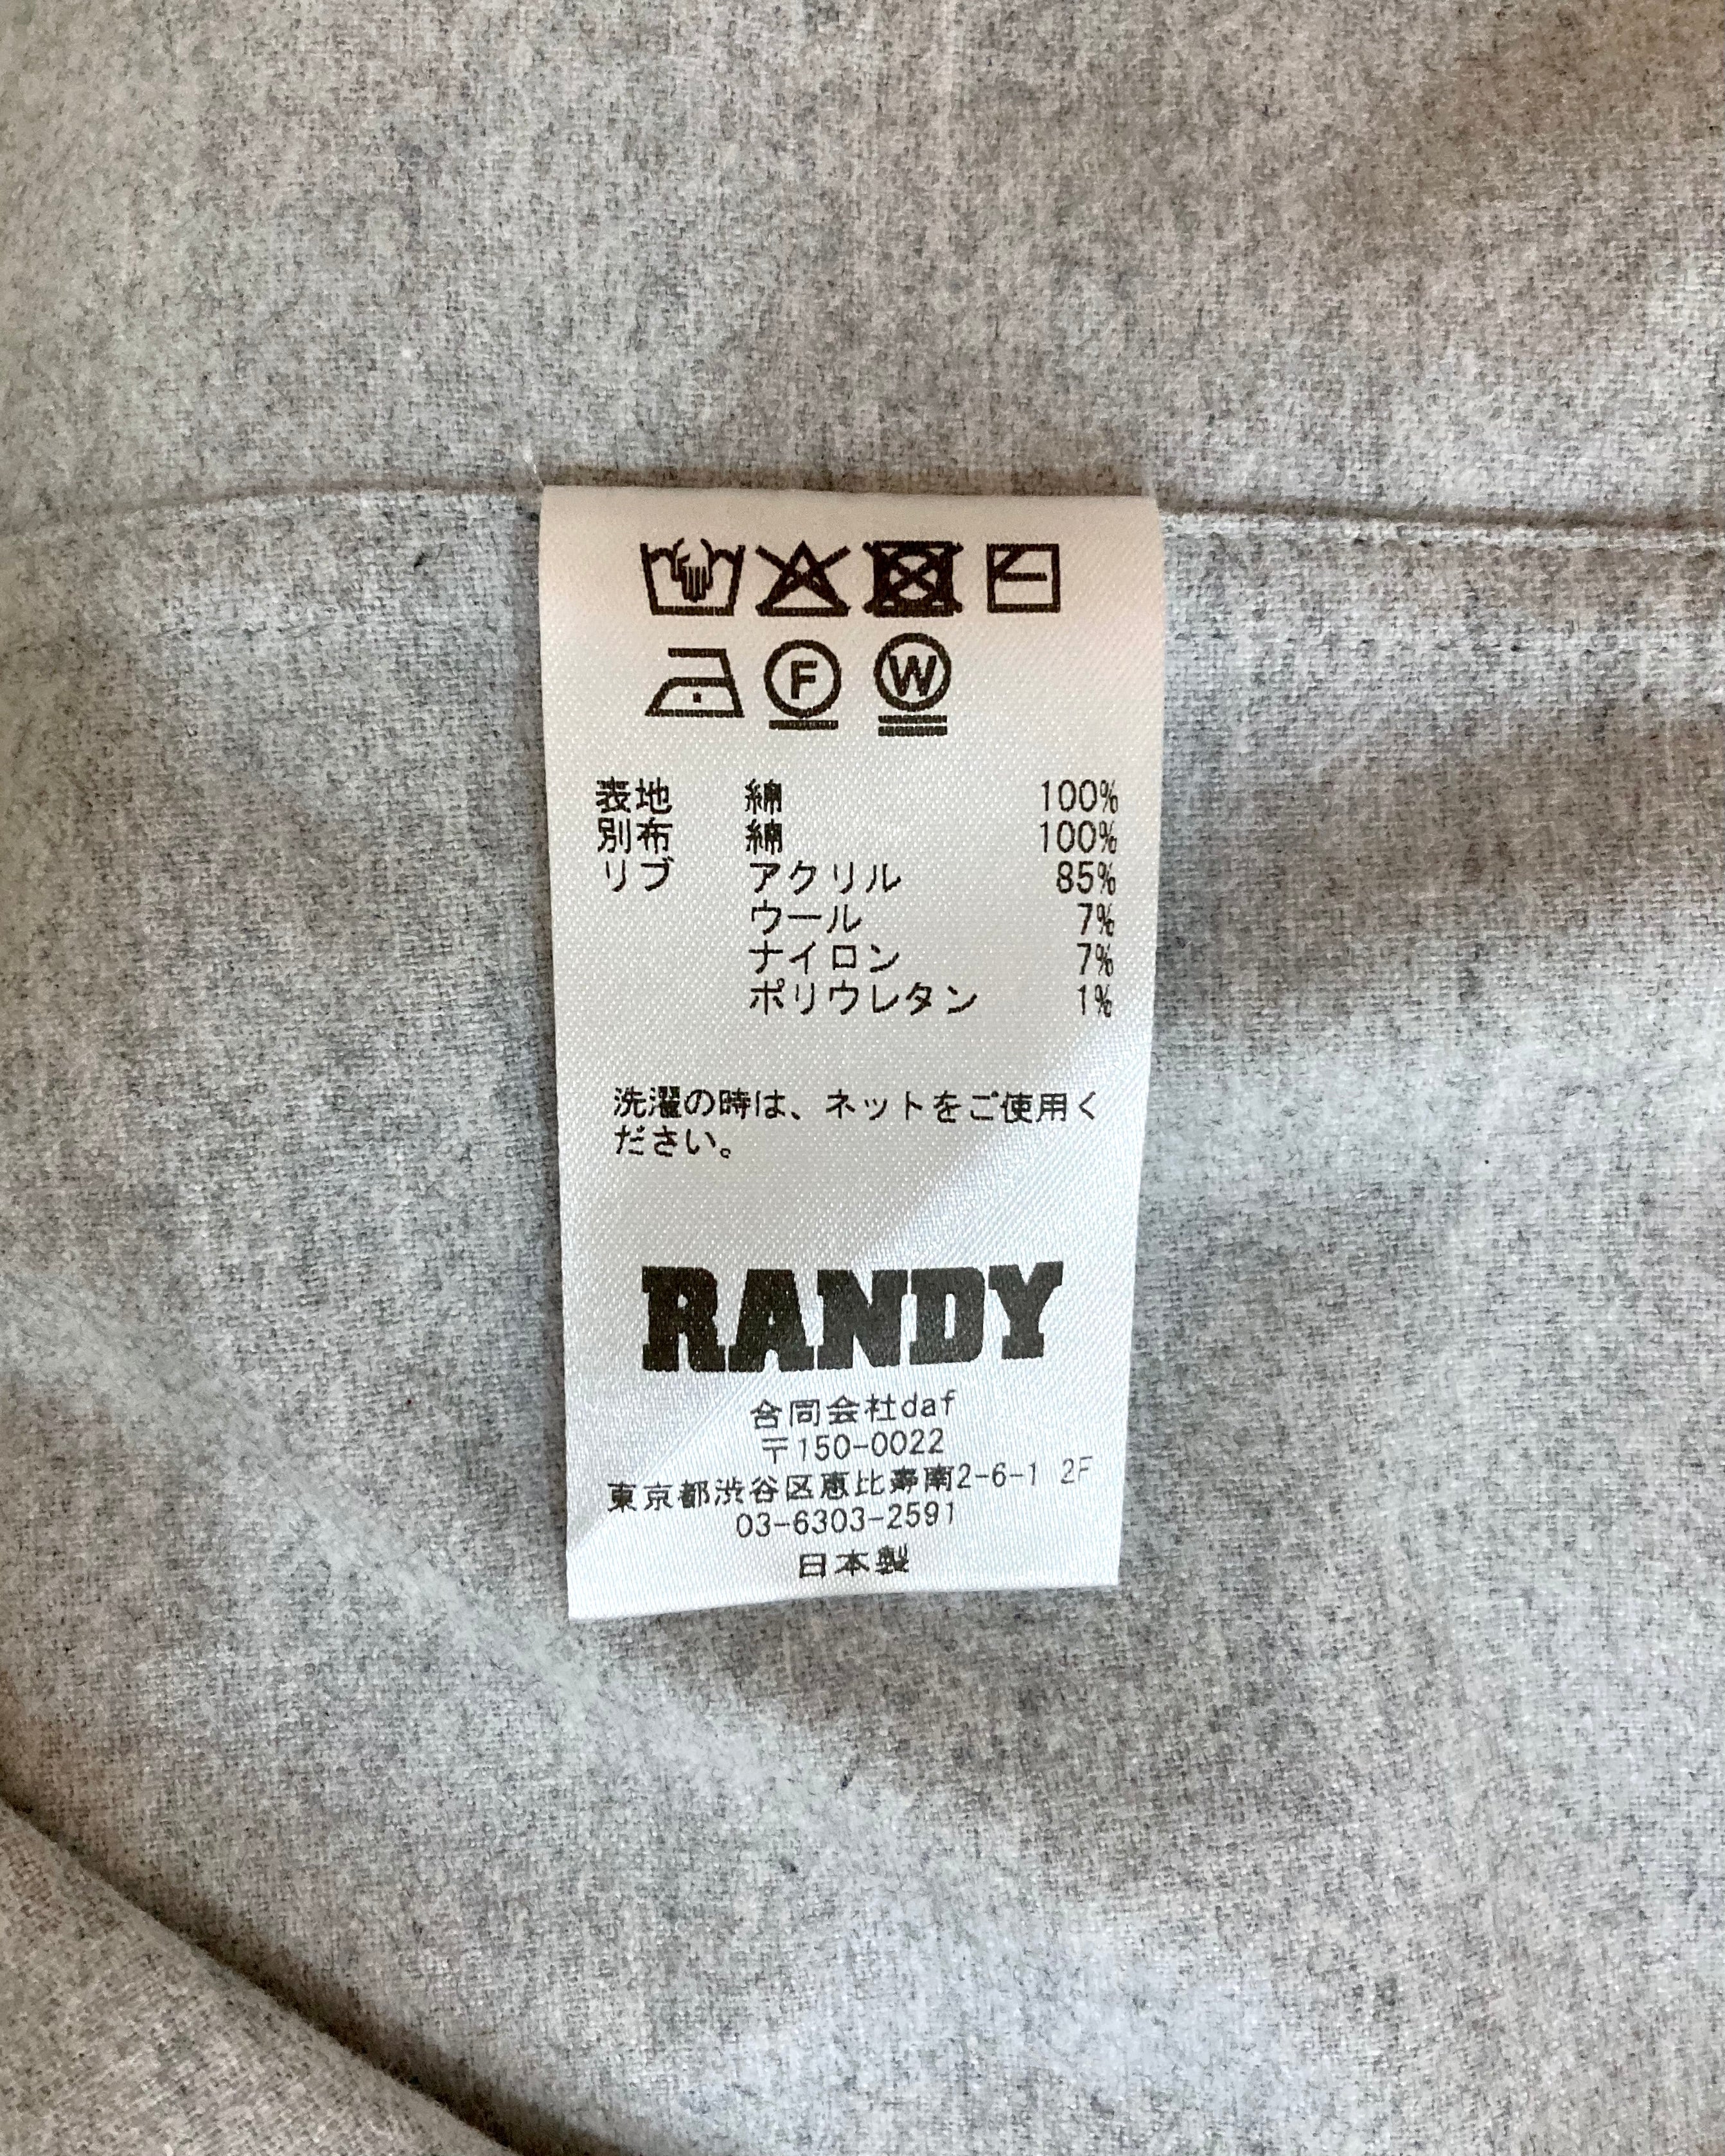 F W
表地 綿 100%
別布 綿 100%
リブ アクリル 85%
ウール 7%
ナイロン 7%
ポリウレタン 1%
洗濯の時は、ネットをご使用く
ださい。
RANDY
合同会社daf
〒150-0022
東京都渋谷区恵比寿南2-6-1 2F
03-6303-2591
日本製